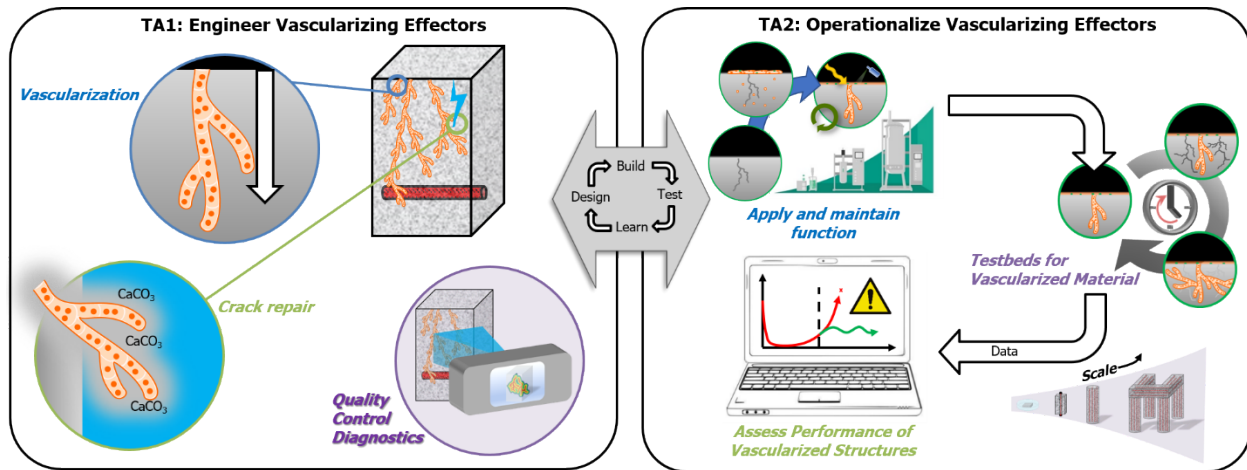 TA1: Engineer Vascularizing Effectors
Vascularization
CaCO3
CaCO3
CaCO3
Crack repair
Quality
Control
Diagnostics
Build
Design
Test
Learn
TA2: Operationalize Vascularizing Effectors
Apply and maintain
function
Testbeds for
Vascularized Material
Data
Scale
Assess Performance of
Vascularized Structures